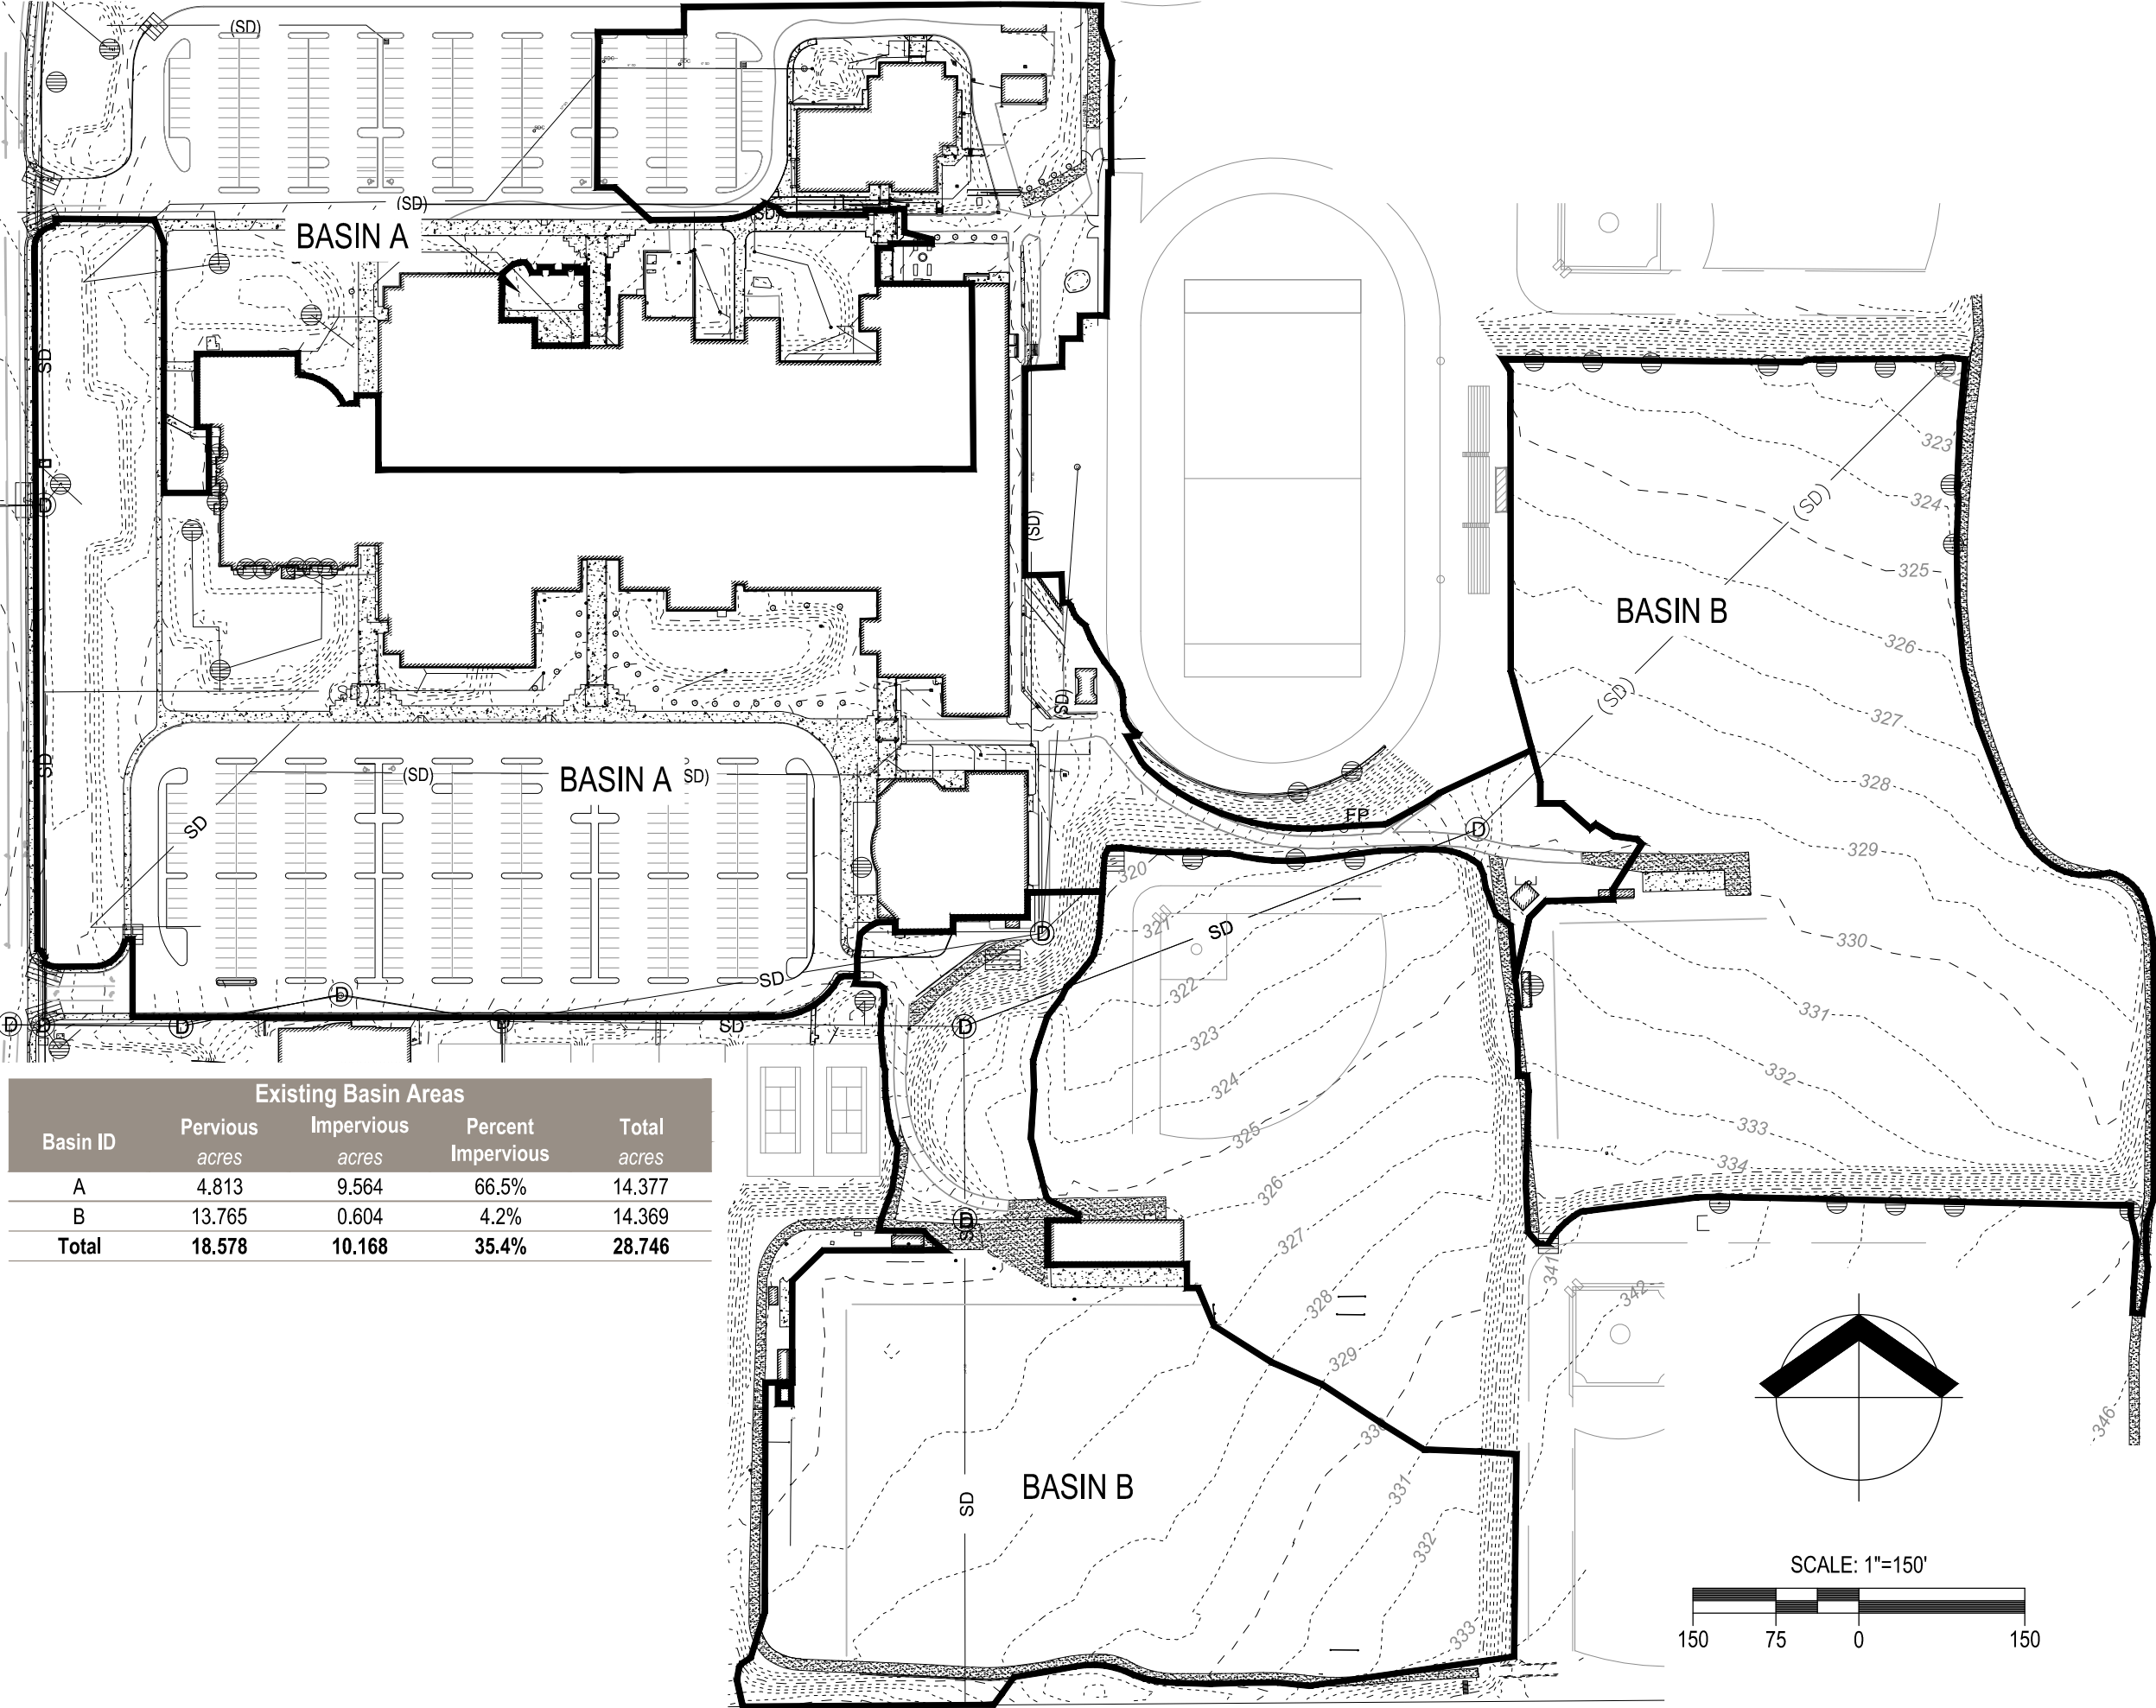 (SD)
(SD)
SD
BASIN A
SD
322
323
324
(SD)
(SD)
325
BASIN B
326
(SD)
SD)
327
SD
(SD)
BASIN A
SD)
328
SD
FP
D
329
320
321
SD
330
D
322
SD
D
331
D
D
D
SD
D
323
332
324
333
325
334
326
Existing Basin Areas
Basin ID Pervious acres Impervious acres Percent Impervious Total acres
A 4.813 9.564 66.5% 14.377
B 13.765 0.604 4.2% 14.369
Total 18.578 10.168 35.4% 28.746
D
SD
327
341
342
328
329
330
346
331
BASIN B
SD
332
333
SCALE: 1"=150'
150 75 0 150